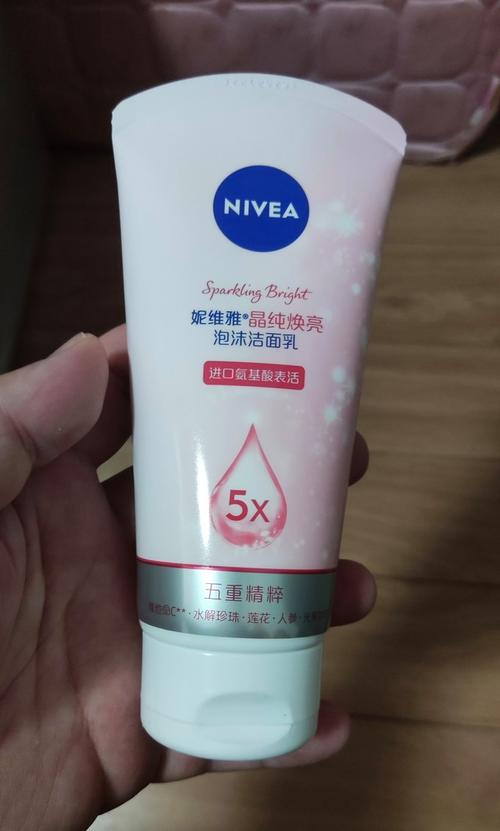 NIVEA
Sparkling Bright
妮维雅®晶纯焕亮
泡沫洁面乳
进口氨基酸表活
5x
五重精粹
维他命C**·水解珍珠·莲花·人参·光